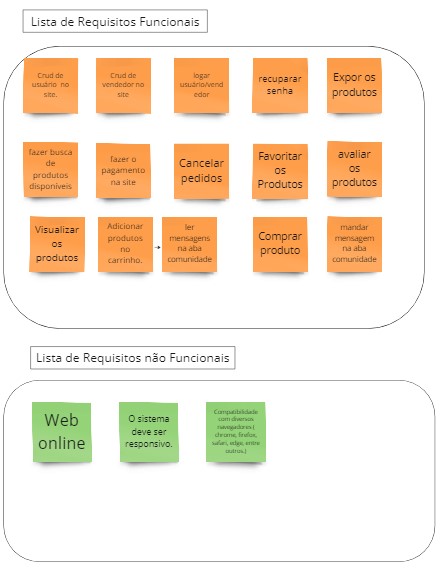 Lista de Requisitos Funcionais
Crud de
usuário no
site.
Crud de
vendedor no
site
logar
usuário/vend
edor
recuparar
senha
Expor os
produtos
fazer busca
de
produtos
disponíveis
fazer o
pagamento
na site
Cancelar
pedidos
Favoritar
os
Produtos
avaliar
os
produtos
Visualizar
os
produtos
Adicionar
produtos
no
carrinho.
ler
mensagens
na aba
comunidade
Comprar
produto
mandar
mensagem
na aba
comunidade
Lista de Requisitos não Funcionais
Web
online
O sistema
deve ser
responsivo.
Compatibilidade
com diversos
navegadores (
chrome, firefox,
safari, edge, entre
outros.)